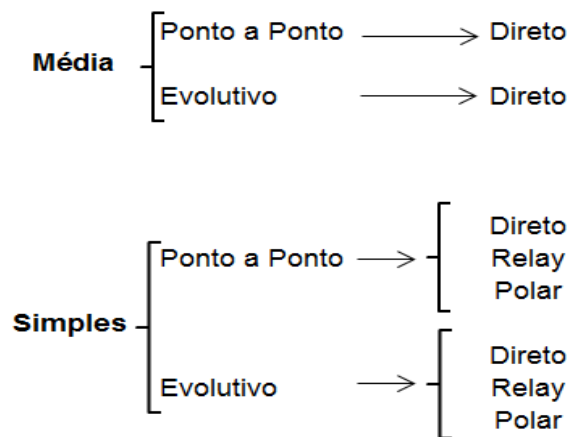 Ponto a Ponto Direto
Média
Evolutivo Direto
Direto
Ponto a Ponto Relay
Polar
Simples
Direto
Evolutivo Relay
Polar